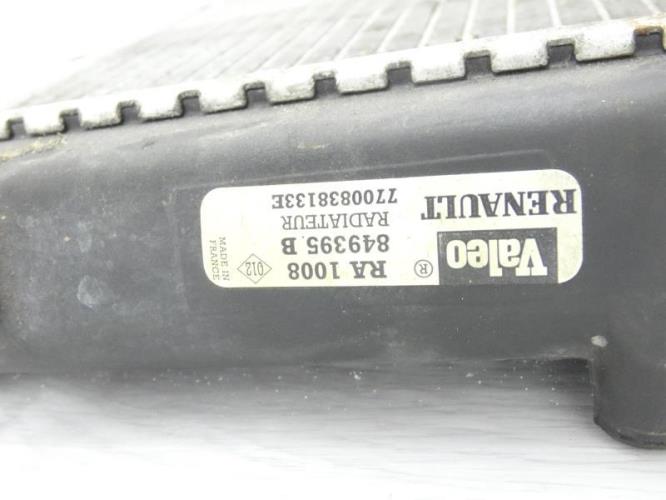 Valeo ®
RA 1008
849395.B
RADIATEUR
MADE IN
FRANCE
012
RENAULT
7700838133E